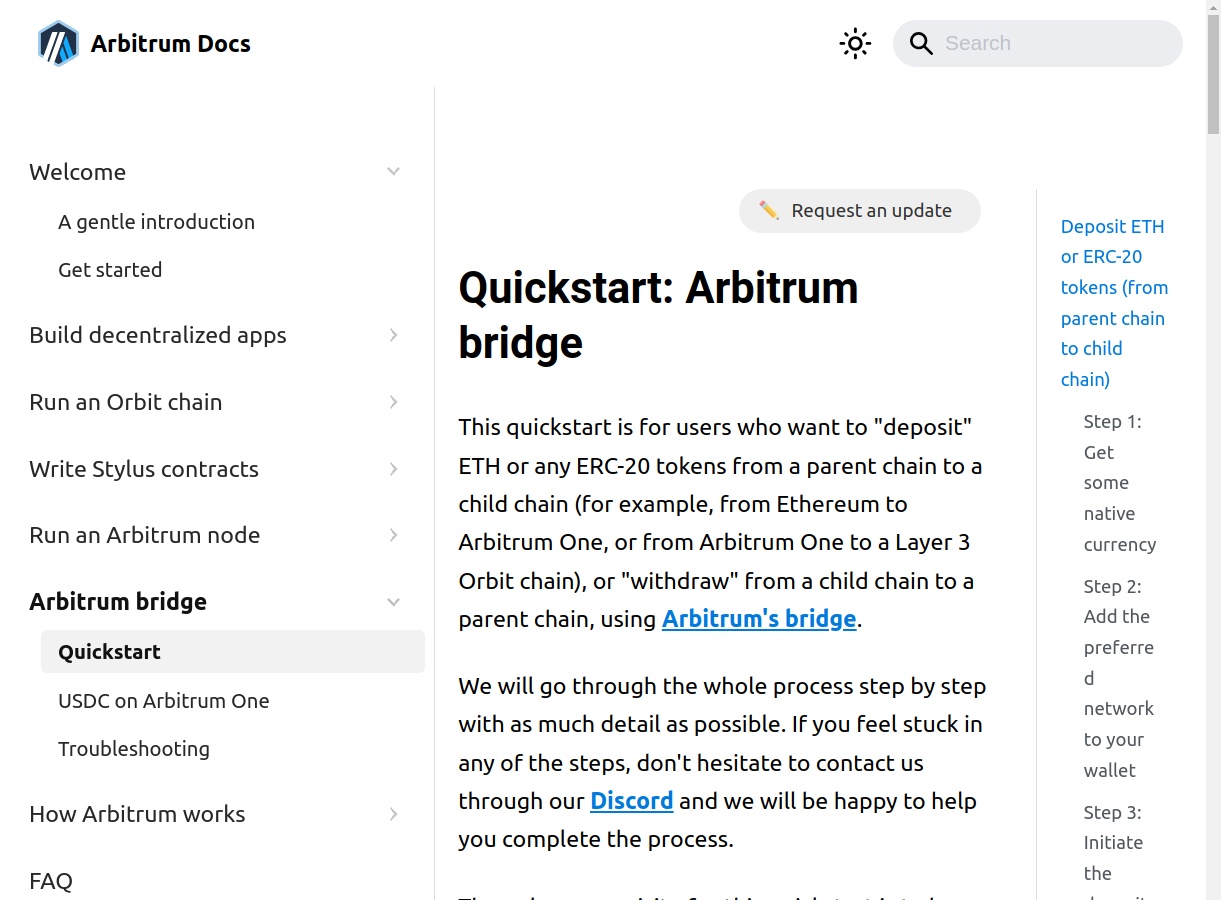 Arbitrum Docs
Search
Welcome
A gentle introduction
Get started
Build decentralized apps
Run an Orbit chain
Write Stylus contracts
Run an Arbitrum node
Arbitrum bridge
Quickstart
USDC on Arbitrum One
Troubleshooting
How Arbitrum works
FAQ
✏️ Request an update
Quickstart: Arbitrum
bridge
This quickstart is for users who want to "deposit"
ETH or any ERC-20 tokens from a parent chain to a
child chain (for example, from Ethereum to
Arbitrum One, or from Arbitrum One to a Layer 3
Orbit chain), or "withdraw" from a child chain to a
parent chain, using Arbitrum's bridge.
We will go through the whole process step by step
with as much detail as possible. If you feel stuck in
any of the steps, don't hesitate to contact us
through our Discord and we will be happy to help
you complete the process.
Deposit ETH
or ERC-20
tokens (from
parent chain
to child
chain)
Step 1:
Get
some
native
currency
Step 2:
Add the
preferre
d
network
to your
wallet
Step 3:
Initiate
the